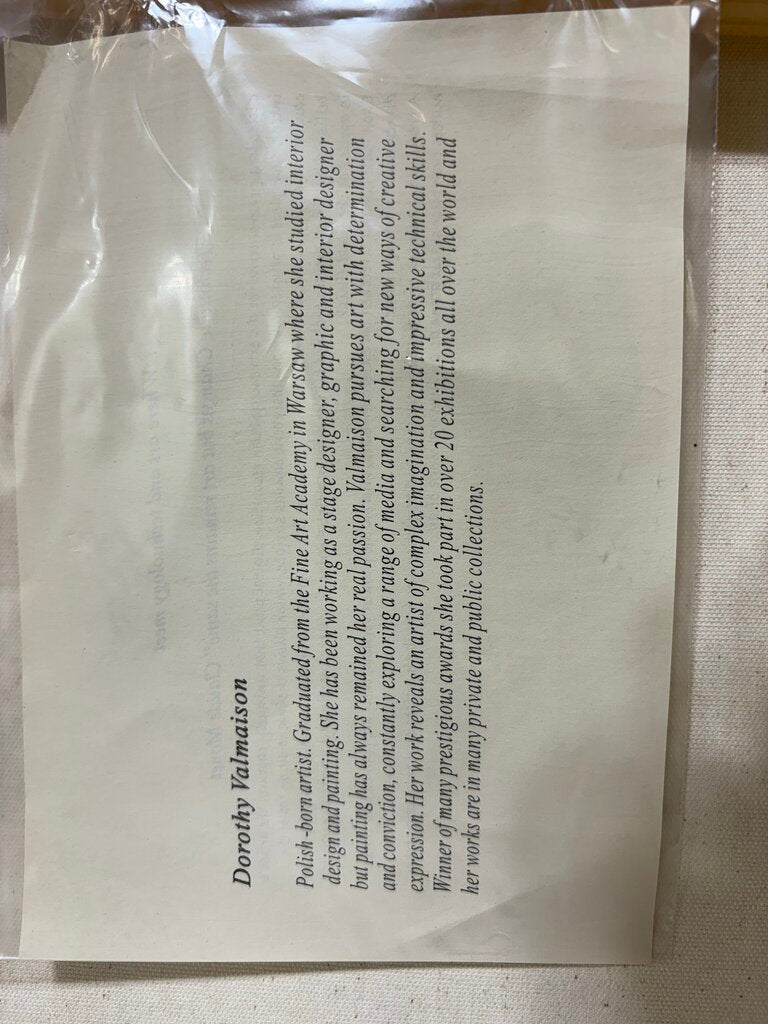 Dorothy Valmaison
Polish-born artist. Graduated from the Fine Art Academy in Warsaw where she studied interior
design and painting. She has been working as a stage designer, graphic and interior designer
but painting has always remained her real passion. Valmaison pursues art with determination
and conviction, constantly exploring a range of media and searching for new ways of creative
expression. Her work reveals an artist of complex imagination and impressive technical skills.
Winner of many prestigious awards she took part in over 20 exhibitions all over the world and
her works are in many private and public collections.